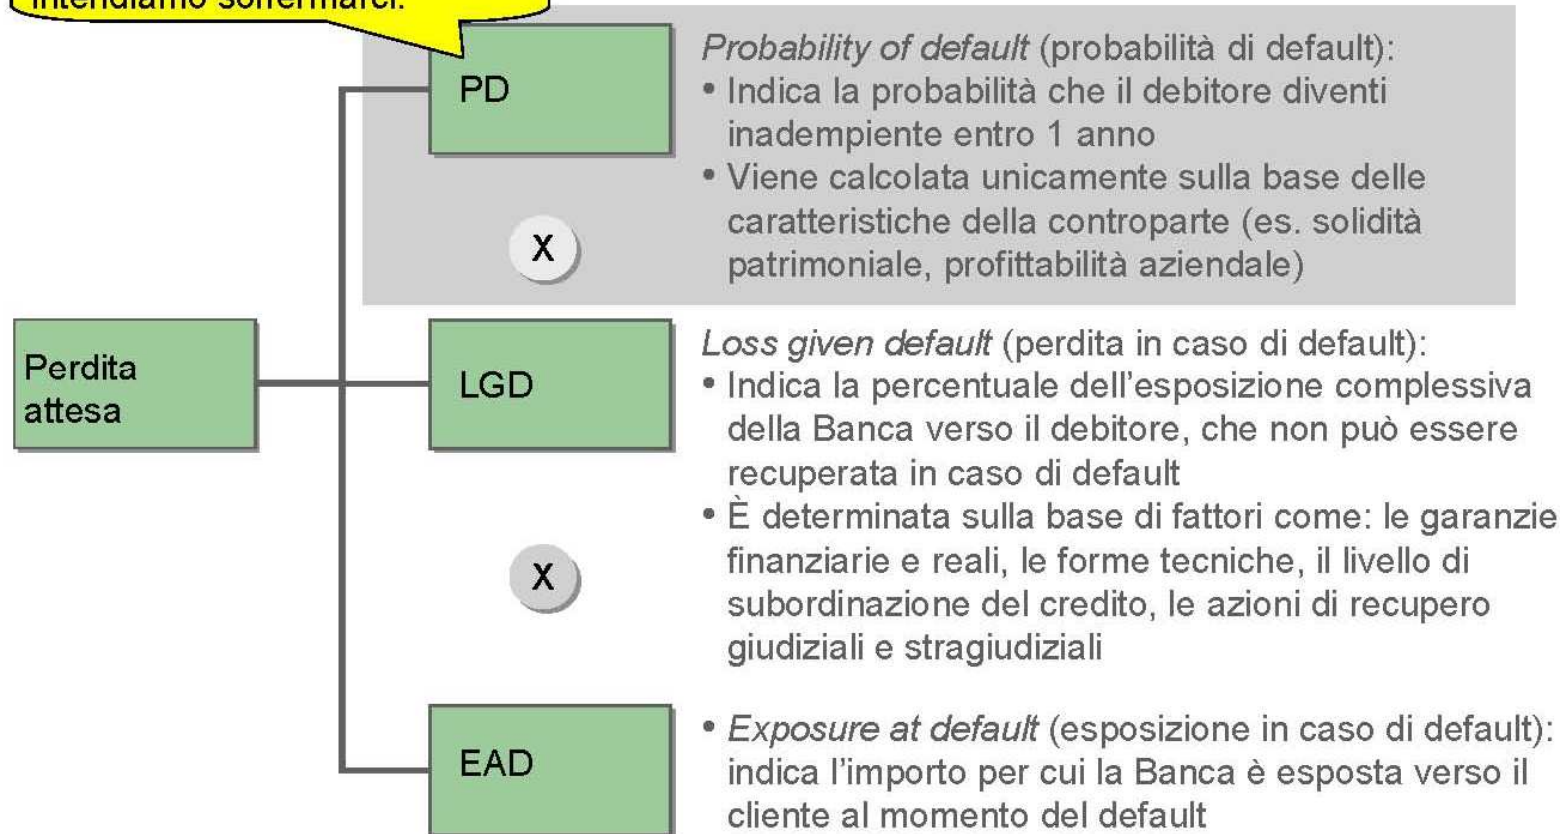 intendiamo soffermarci.
PD
Probability of default (probabilità di default):
• Indica la probabilità che il debitore diventi
inadempiente entro 1 anno
• Viene calcolata unicamente sulla base delle
caratteristiche della controparte (es. solidità
patrimoniale, profittabilità aziendale)
X
Perdita
attesa
LGD
Loss given default (perdita in caso di default):
• Indica la percentuale dell'esposizione complessiva
della Banca verso il debitore, che non può essere
recuperata in caso di default
• È determinata sulla base di fattori come: le garanzie
finanziarie e reali, le forme tecniche, il livello di
subordinazione del credito, le azioni di recupero
giudiziali e stragiudiziali
X
EAD
• Exposure at default (esposizione in caso di default):
indica l'importo per cui la Banca è esposta verso il
cliente al momento del default